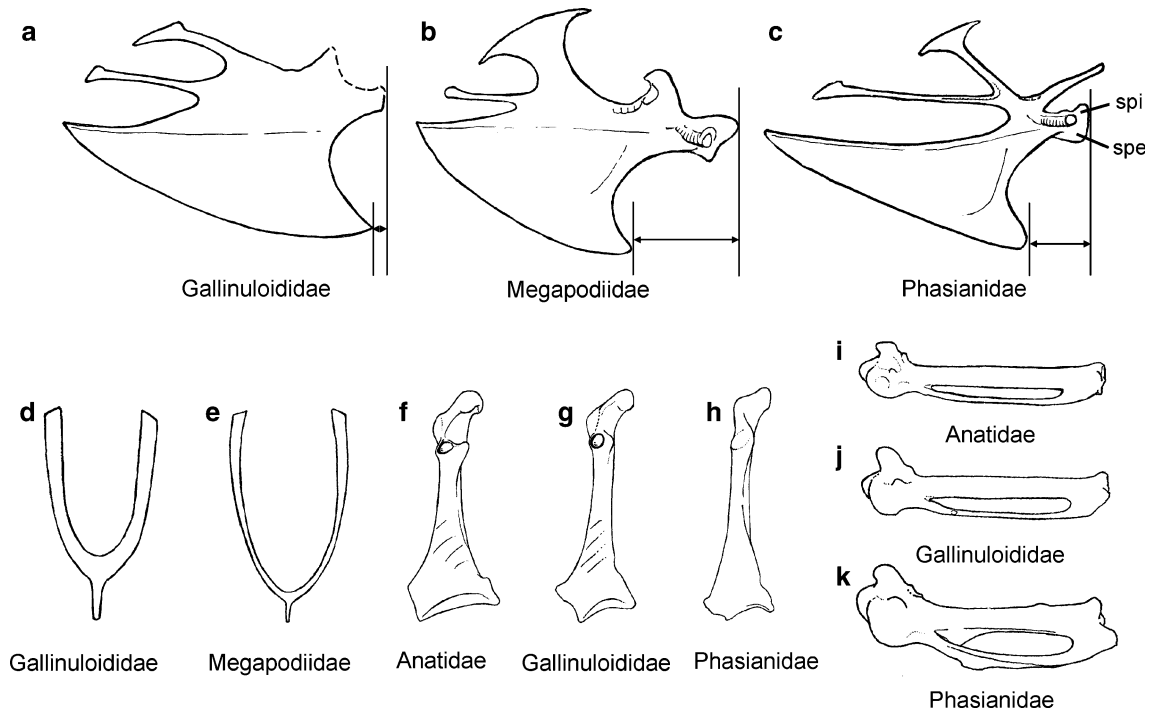 a
b
c
spi
spe
Gallinuloididae
Megapodiidae
Phasianidae
d
e
f
g
h
i
Anatidae
j
Gallinuloididae
k
Gallinuloididae
Megapodiidae
Anatidae
Gallinuloididae
Phasianidae
Phasianidae